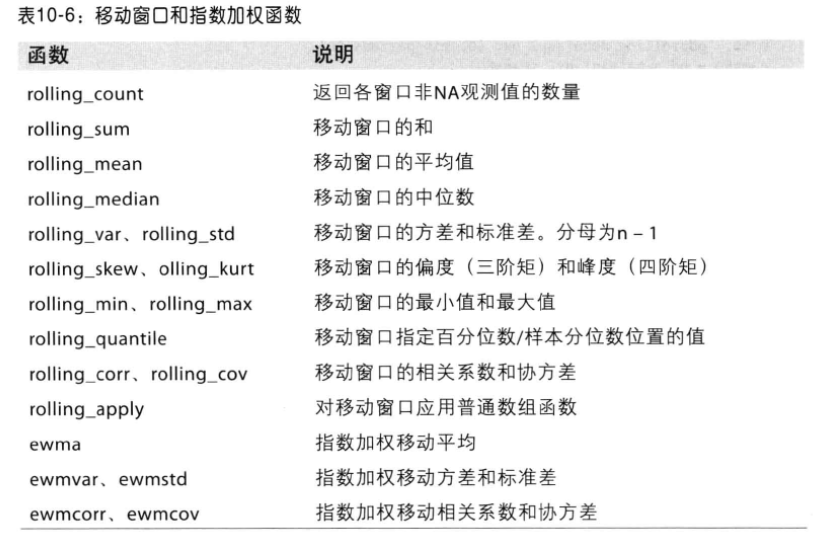 表10-6：移动窗口和指数加权函数
函数 说明
rolling_count 返回各窗口非NA观测值的数量
rolling_sum 移动窗口的和
rolling_mean 移动窗口的平均值
rolling_median 移动窗口的中位数
rolling_var、rolling_std 移动窗口的方差和标准差。分母为n – 1
rolling_skew、olling_kurt 移动窗口的偏度（三阶矩）和峰度（四阶矩）
rolling_min、rolling_max 移动窗口的最小值和最大值
rolling_quantile 移动窗口指定百分位数/样本分位数位置的值
rolling_corr、rolling_cov 移动窗口的相关系数和协方差
rolling_apply 对移动窗口应用普通数组函数
ewma 指数加权移动平均
ewmvar、ewmstd 指数加权移动方差和标准差
ewmcorr、ewmcov 指数加权移动相关系数和协方差